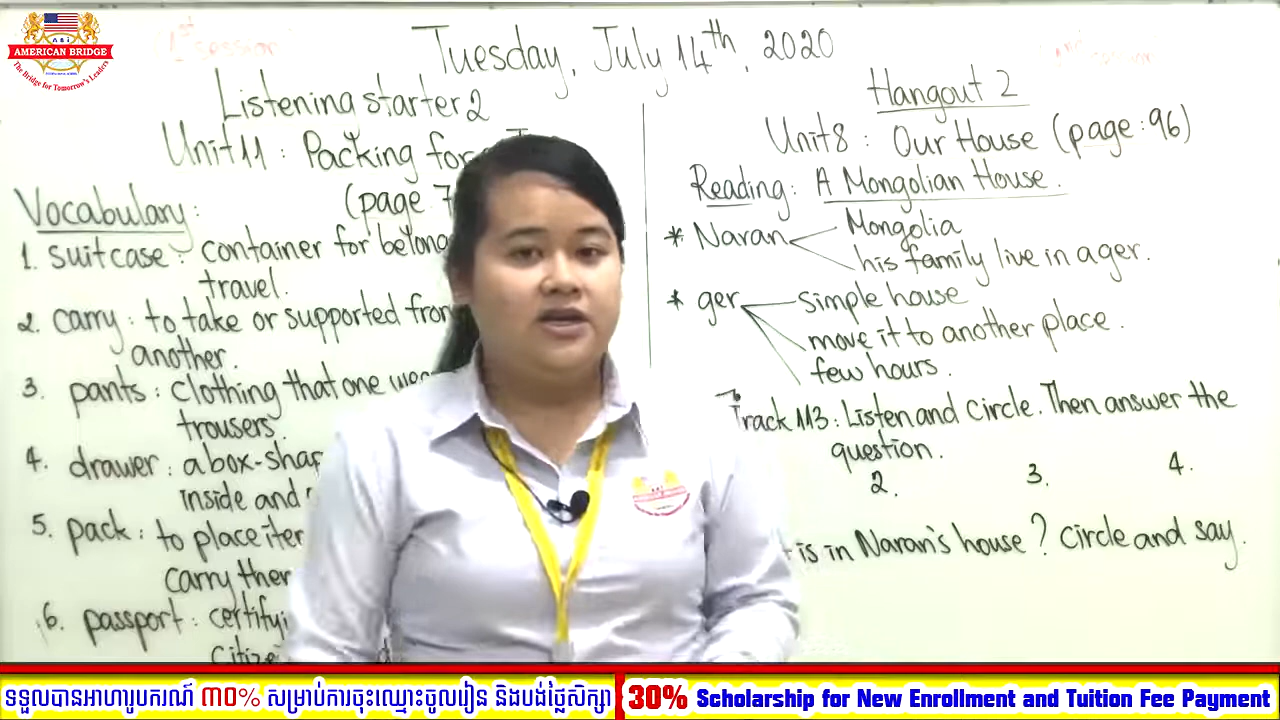 AMERICAN BRIDGE
The Bridge for Tomorrow's Leaders
1st session
Tuesday, July 14th, 2020
Listening starter 2
Unit 11 : Packing for
(page 7
Vocabulary :
1. suitcase : container for belong
travel.
2. carry : to take or supported from
another.
3. pants : clothing that one wea
trousers.
4. drawer : a box-shap
inside and
5. pack : to place iter
carry ther
6. passport : certifyi
citize
Hangout 2
Unit 8 : Our House (page : 96)
Reading : A Mongolian House.
* Naran
Mongolia
his family live in a ger.
* ger
simple house
move it to another place.
few hours.
Track 113 : Listen and Circle. Then answer the
question.
2. 3. 4.
is in Naran's house? Circle and say.
AMERICAN BRIDGE
ទទួលបានអាហារូបករណ៍ ៣០% សម្រាប់ការចុះឈ្មោះចូលរៀន និងបង់ថ្លៃសិក្សា
30% Scholarship for New Enrollment and Tuition Fee Payment